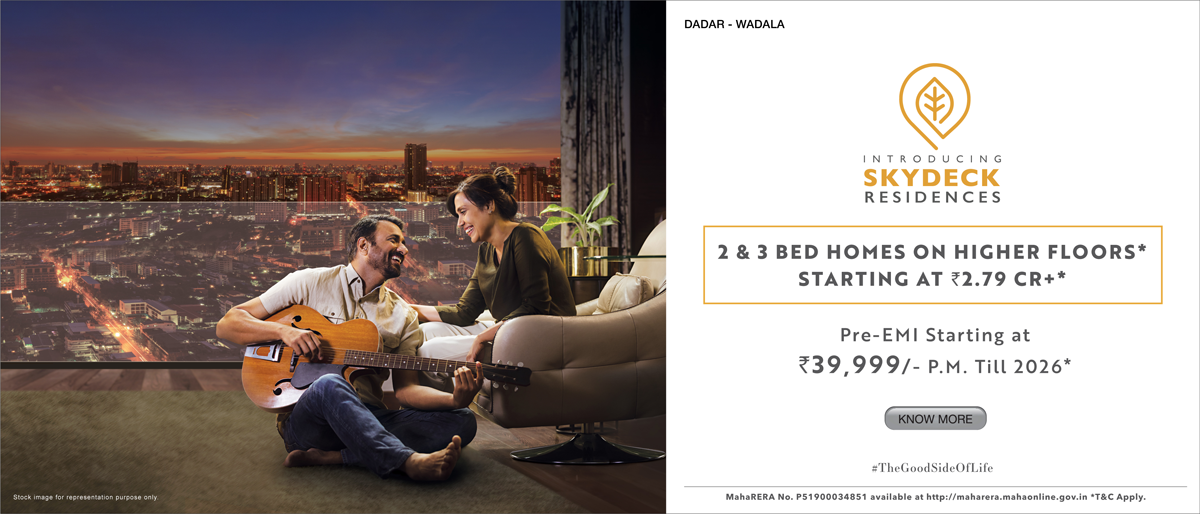 DADAR - WADALA
INTRODUCING
SKYDECK
RESIDENCES
2 & 3 BED HOMES ON HIGHER FLOORS*
STARTING AT ₹2.79 CR+*
Pre-EMI Starting at
₹39,999/- P.M. Till 2026*
KNOW MORE
#TheGoodSideOfLife
Stock image for representation purpose only.
MahaRERA No. P51900034851 available at http://maharera.mahaonline.gov.in *T&C Apply.